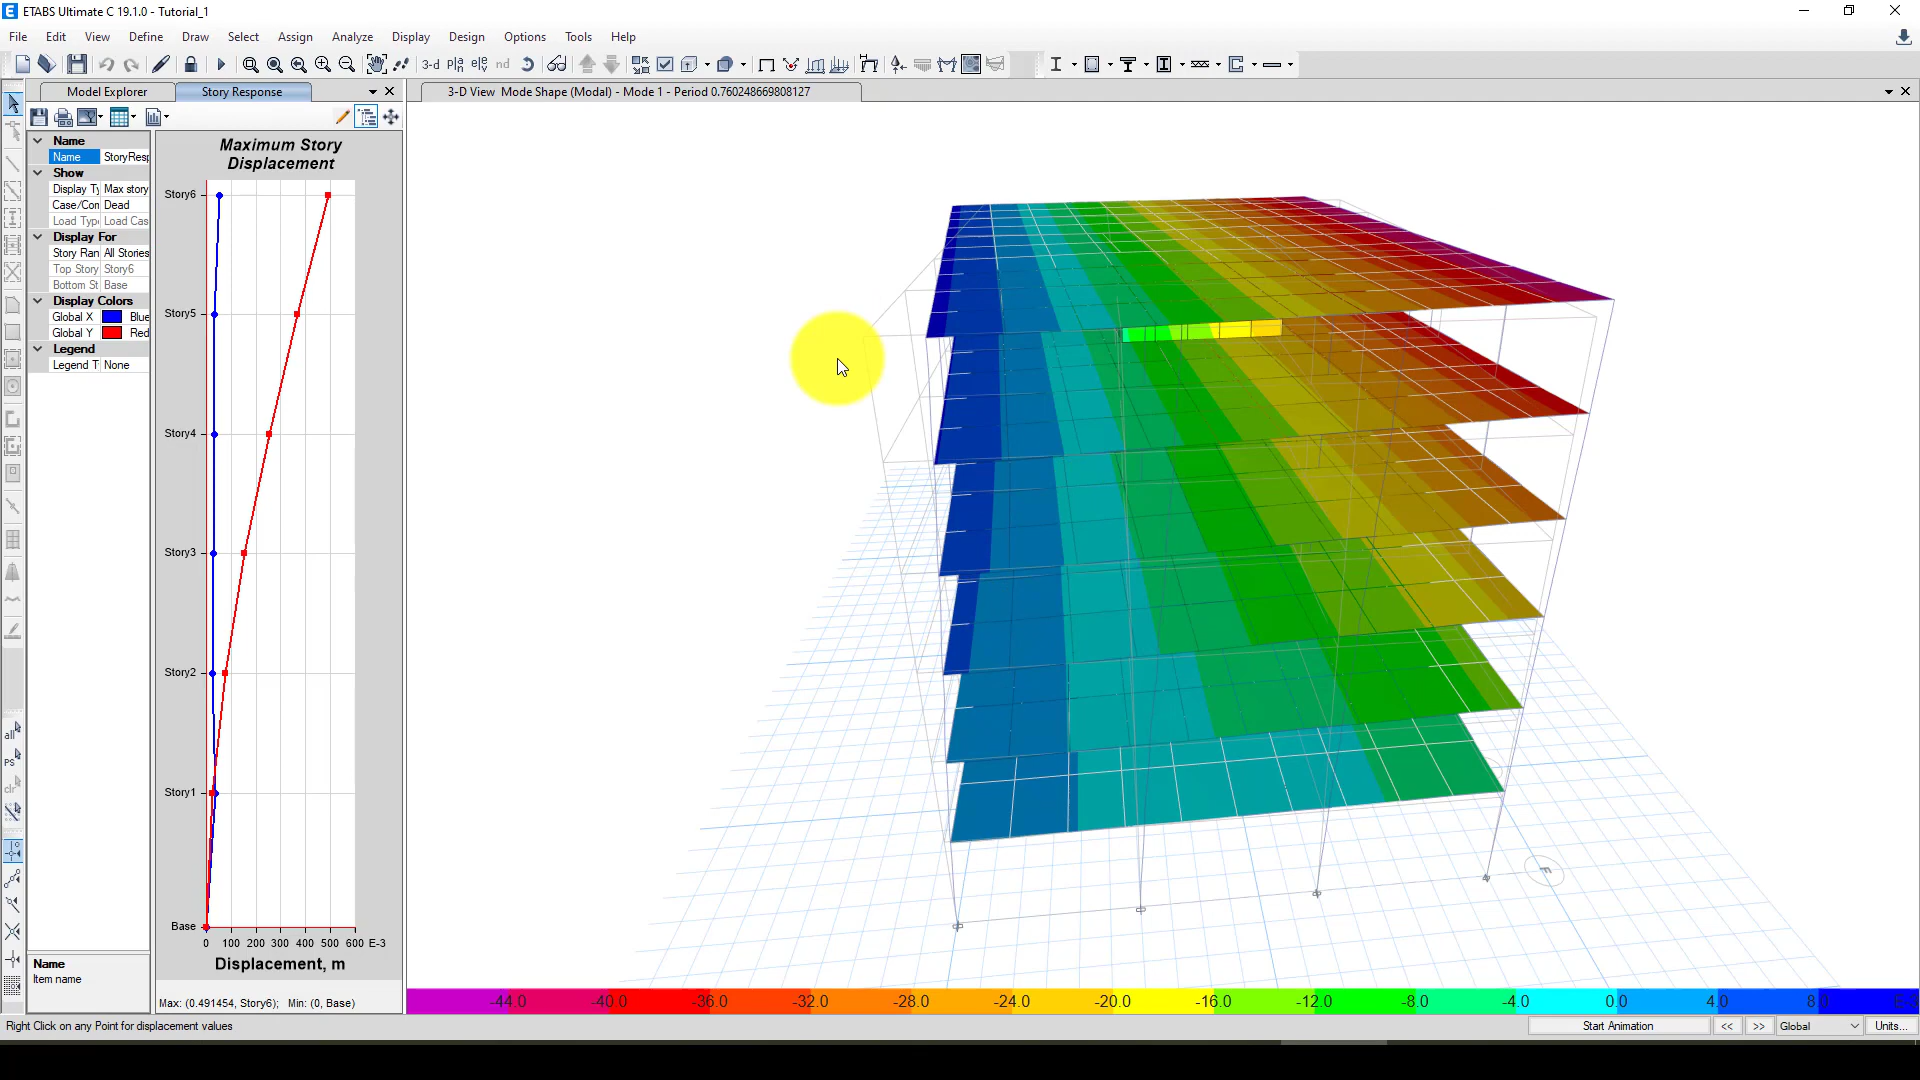 ETABS Ultimate C 19.1.0 - Tutorial_1
File Edit View Define Draw Select Assign Analyze Display Design Options Tools Help
3-d
nd
Model Explorer Story Response
3-D View Mode Shape (Modal) - Mode 1 - Period 0.760248669808127
Name
Name StoryResp
Show
Display Ty Max story
Case/Com Dead
Load Type Load Cas
Display For
Story Ran All Stories
Top Story Story6
Bottom St Base
Display Colors
Global X Blue
Global Y Red
Legend
Legend T None
Maximum Story
Displacement
Story6
Story5
Story4
Story3
Story2
Story1
Base
0 100 200 300 400 500 600 E-3
Displacement, m
Name
Item name
Max: (0.491454, Story6); Min: (0, Base)
all
PS
clr
F
-44.0 -40.0 -36.0 -32.0 -28.0 -24.0 -20.0 -16.0 -12.0 -8.0 -4.0 0.0 4.0 8.0 E-3
Right Click on any Point for displacement values
Start Animation << >> Global Units...